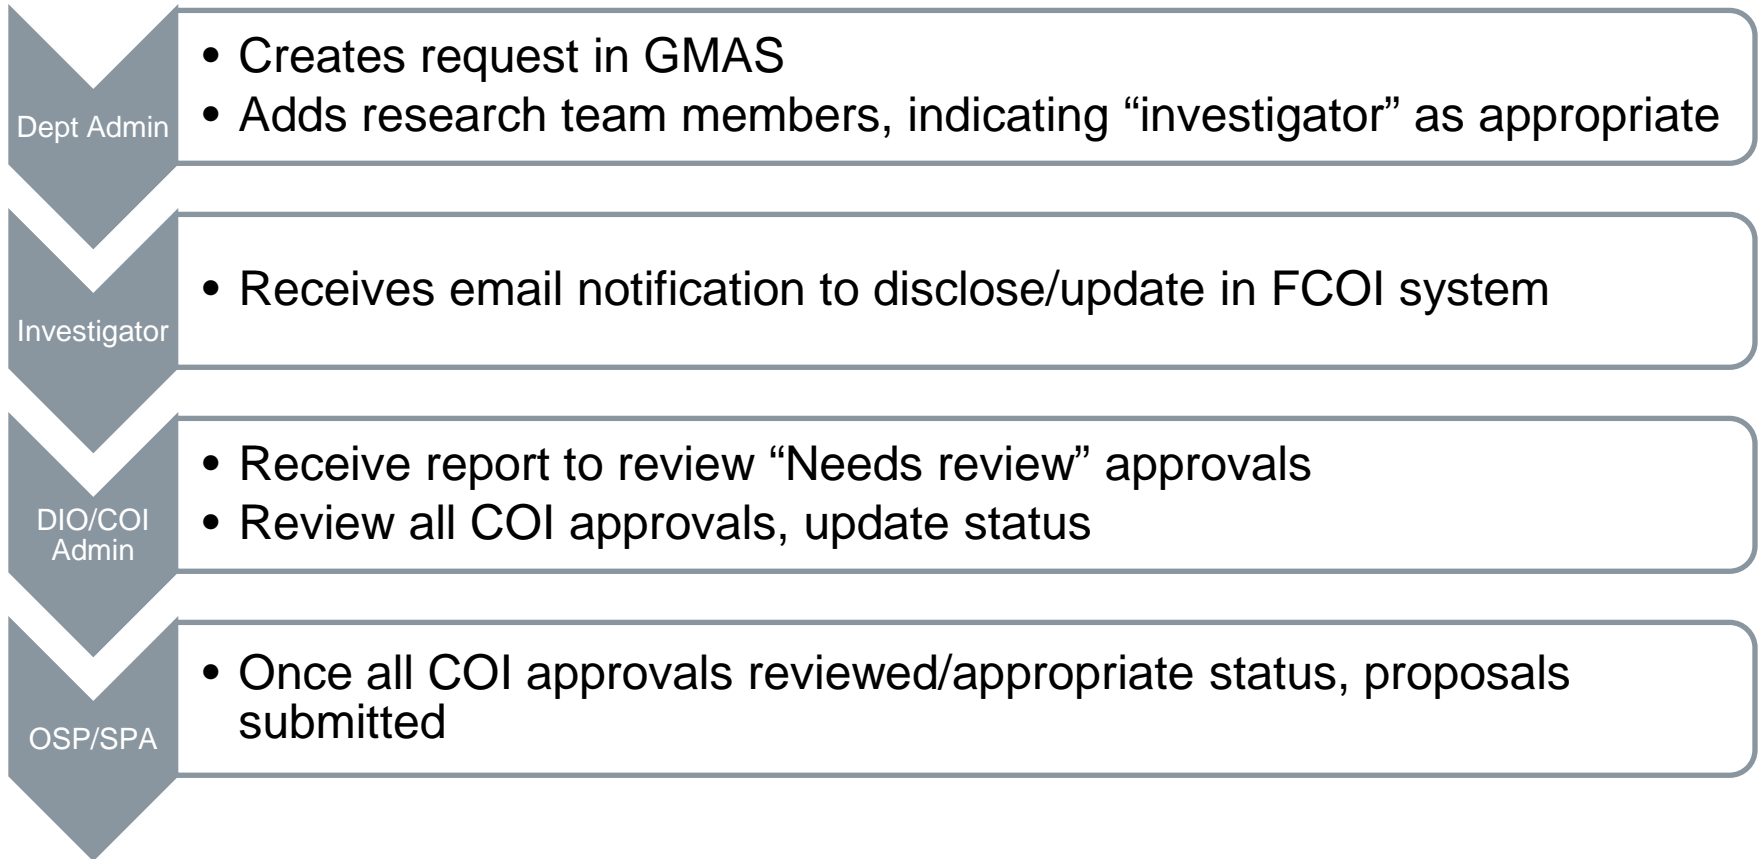 Dept Admin
• Creates request in GMAS
• Adds research team members, indicating “investigator” as appropriate
Investigator
• Receives email notification to disclose/update in FCOI system
DIO/COI
Admin
• Receive report to review “Needs review” approvals
• Review all COI approvals, update status
OSP/SPA
• Once all COI approvals reviewed/appropriate status, proposals
submitted